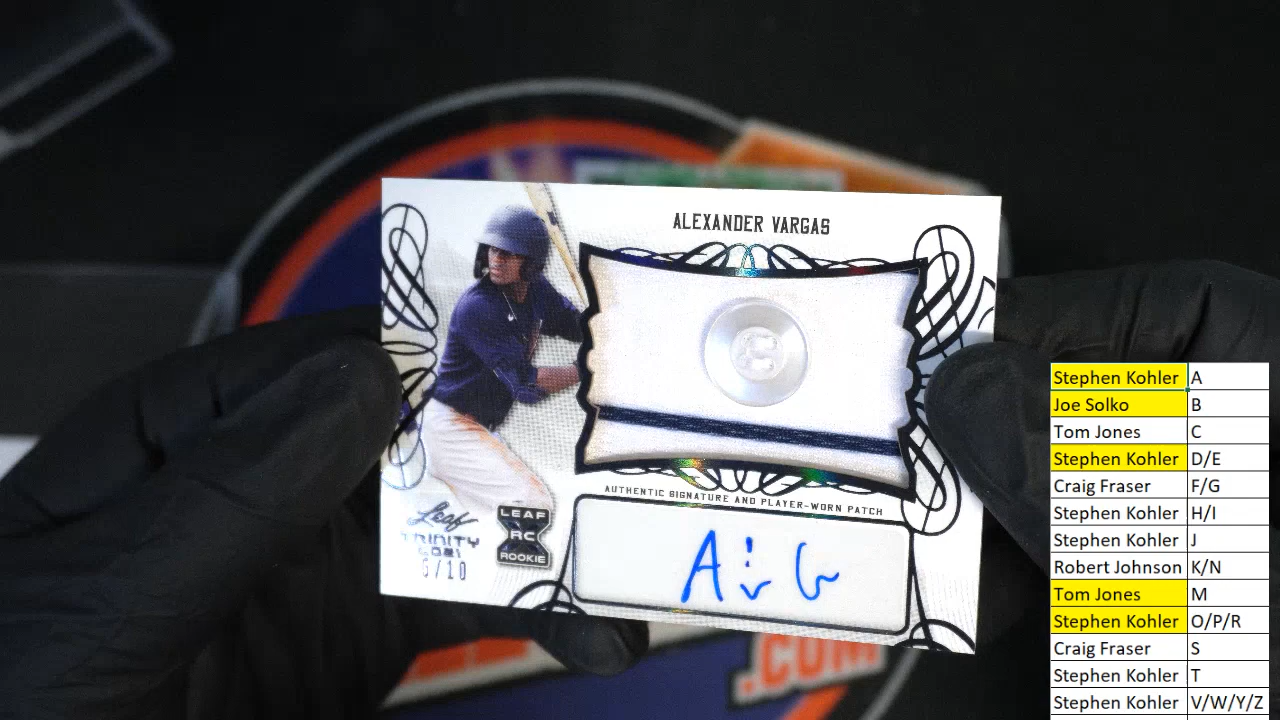 ALEXANDER VARGAS
AUTHENTIC SIGNATURE AND PLAYER-WORN PATCH
Leaf
TRINITY
2021
/10
LEAF
RC
ROOKIE
.COM
Stephen Kohler A
Joe Solko B
Tom Jones C
Stephen Kohler D/E
Craig Fraser F/G
Stephen Kohler H/I
Stephen Kohler J
Robert Johnson K/N
Tom Jones M
Stephen Kohler O/P/R
Craig Fraser S
Stephen Kohler T
Stephen Kohler V/W/Y/Z